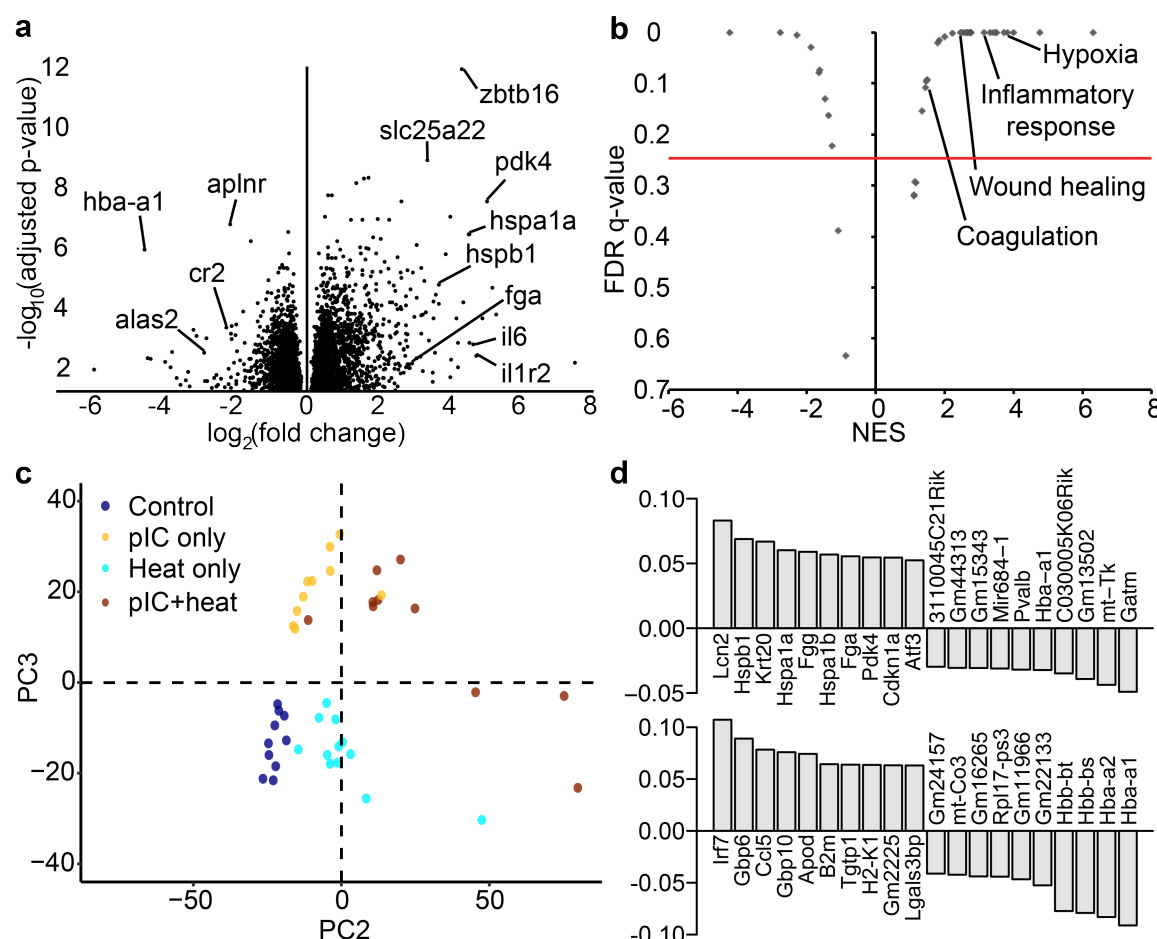 a
-log10(adjusted p-value)
12
10
8
6
4
2
zbtb16
slc25a22
pdk4
aplnr
hba-a1
hspa1a
hspb1
cr2
fga
alas2
il6
il1r2
-6 -4 -2 0 2 4 6 8
log2(fold change)
b
FDR q-value
0
0.1
0.2
0.3
0.4
0.5
0.6
0.7
Hypoxia
Inflammatory
response
Wound healing
Coagulation
-6 -4 -2 0 2 4 6 8
NES
c
PC3
40
20
0
−20
−40
Control
pIC only
Heat only
pIC+heat
−50 0 50
PC2
d
0.10
0.05
0.00
−0.05
Lcn2
Hspb1
Krt20
Hspa1a
Fgg
Hspa1b
Fga
Pdk4
Cdkn1a
Atf3
3110045C21Rik
Gm44313
Gm15343
Mir684−1
Pvalb
Hba−a1
C030005K06Rik
Gm13502
mt−Tk
Gatm
0.10
0.05
0.00
-0.05
-0.10
Irf7
Gbp6
Ccl5
Gbp10
Apod
B2m
Tgtp1
H2-K1
Gm2225
Lgals3bp
Gm24157
mt-Co3
Gm16265
Rpl17-ps3
Gm11966
Gm22133
Hbb-bt
Hbb-bs
Hba-a2
Hba-a1